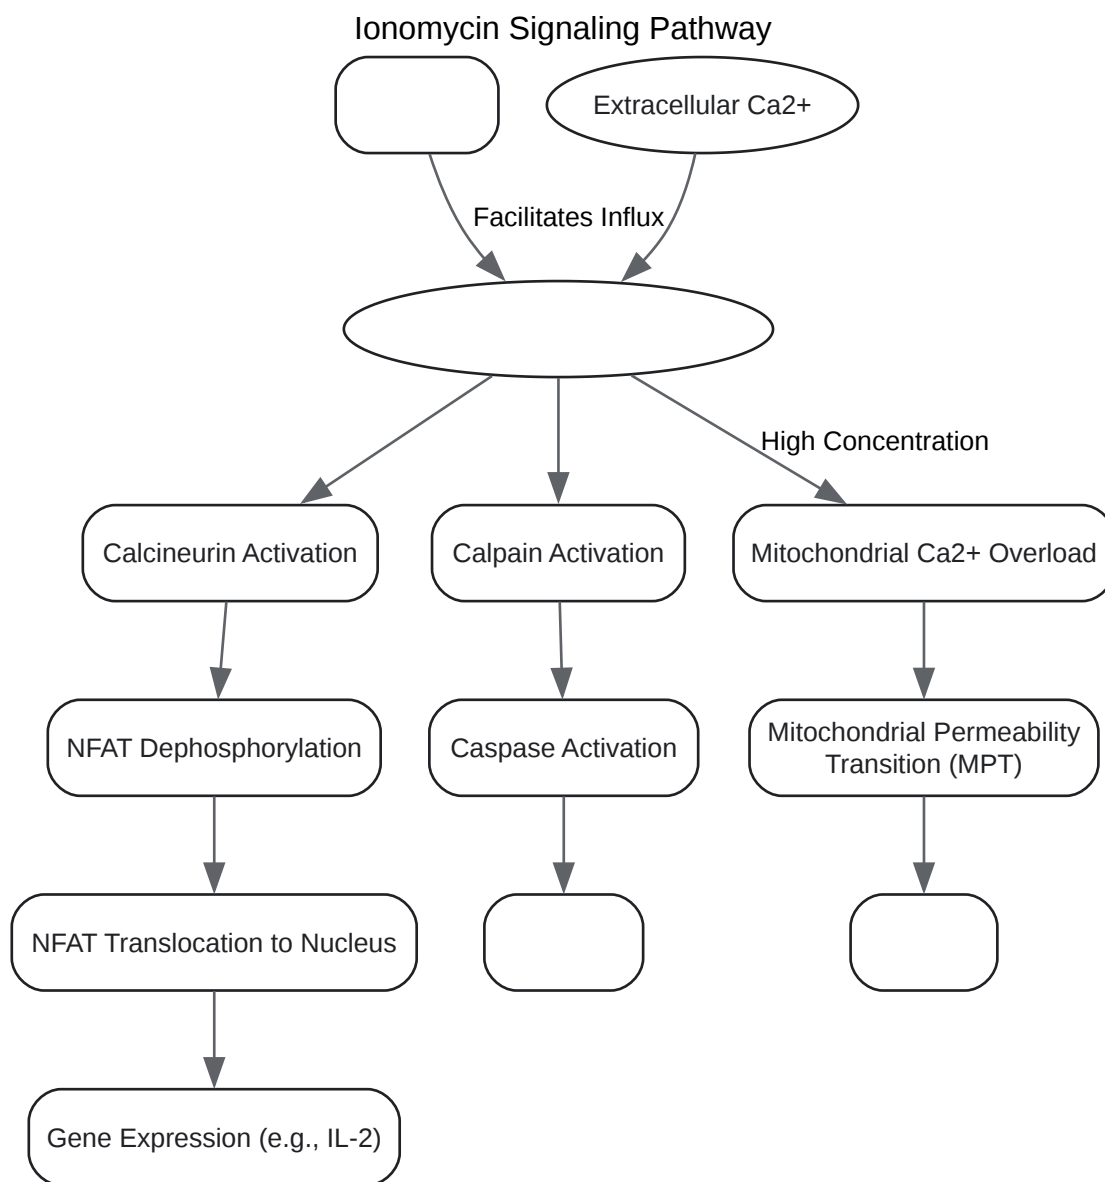 Ionomycin Signaling Pathway
Extracellular Ca2+
Facilitates Influx
High Concentration
Calcineurin Activation
Calpain Activation
Mitochondrial Ca2+ Overload
NFAT Dephosphorylation
Caspase Activation
Mitochondrial Permeability
Transition (MPT)
NFAT Translocation to Nucleus
Gene Expression (e.g., IL-2)